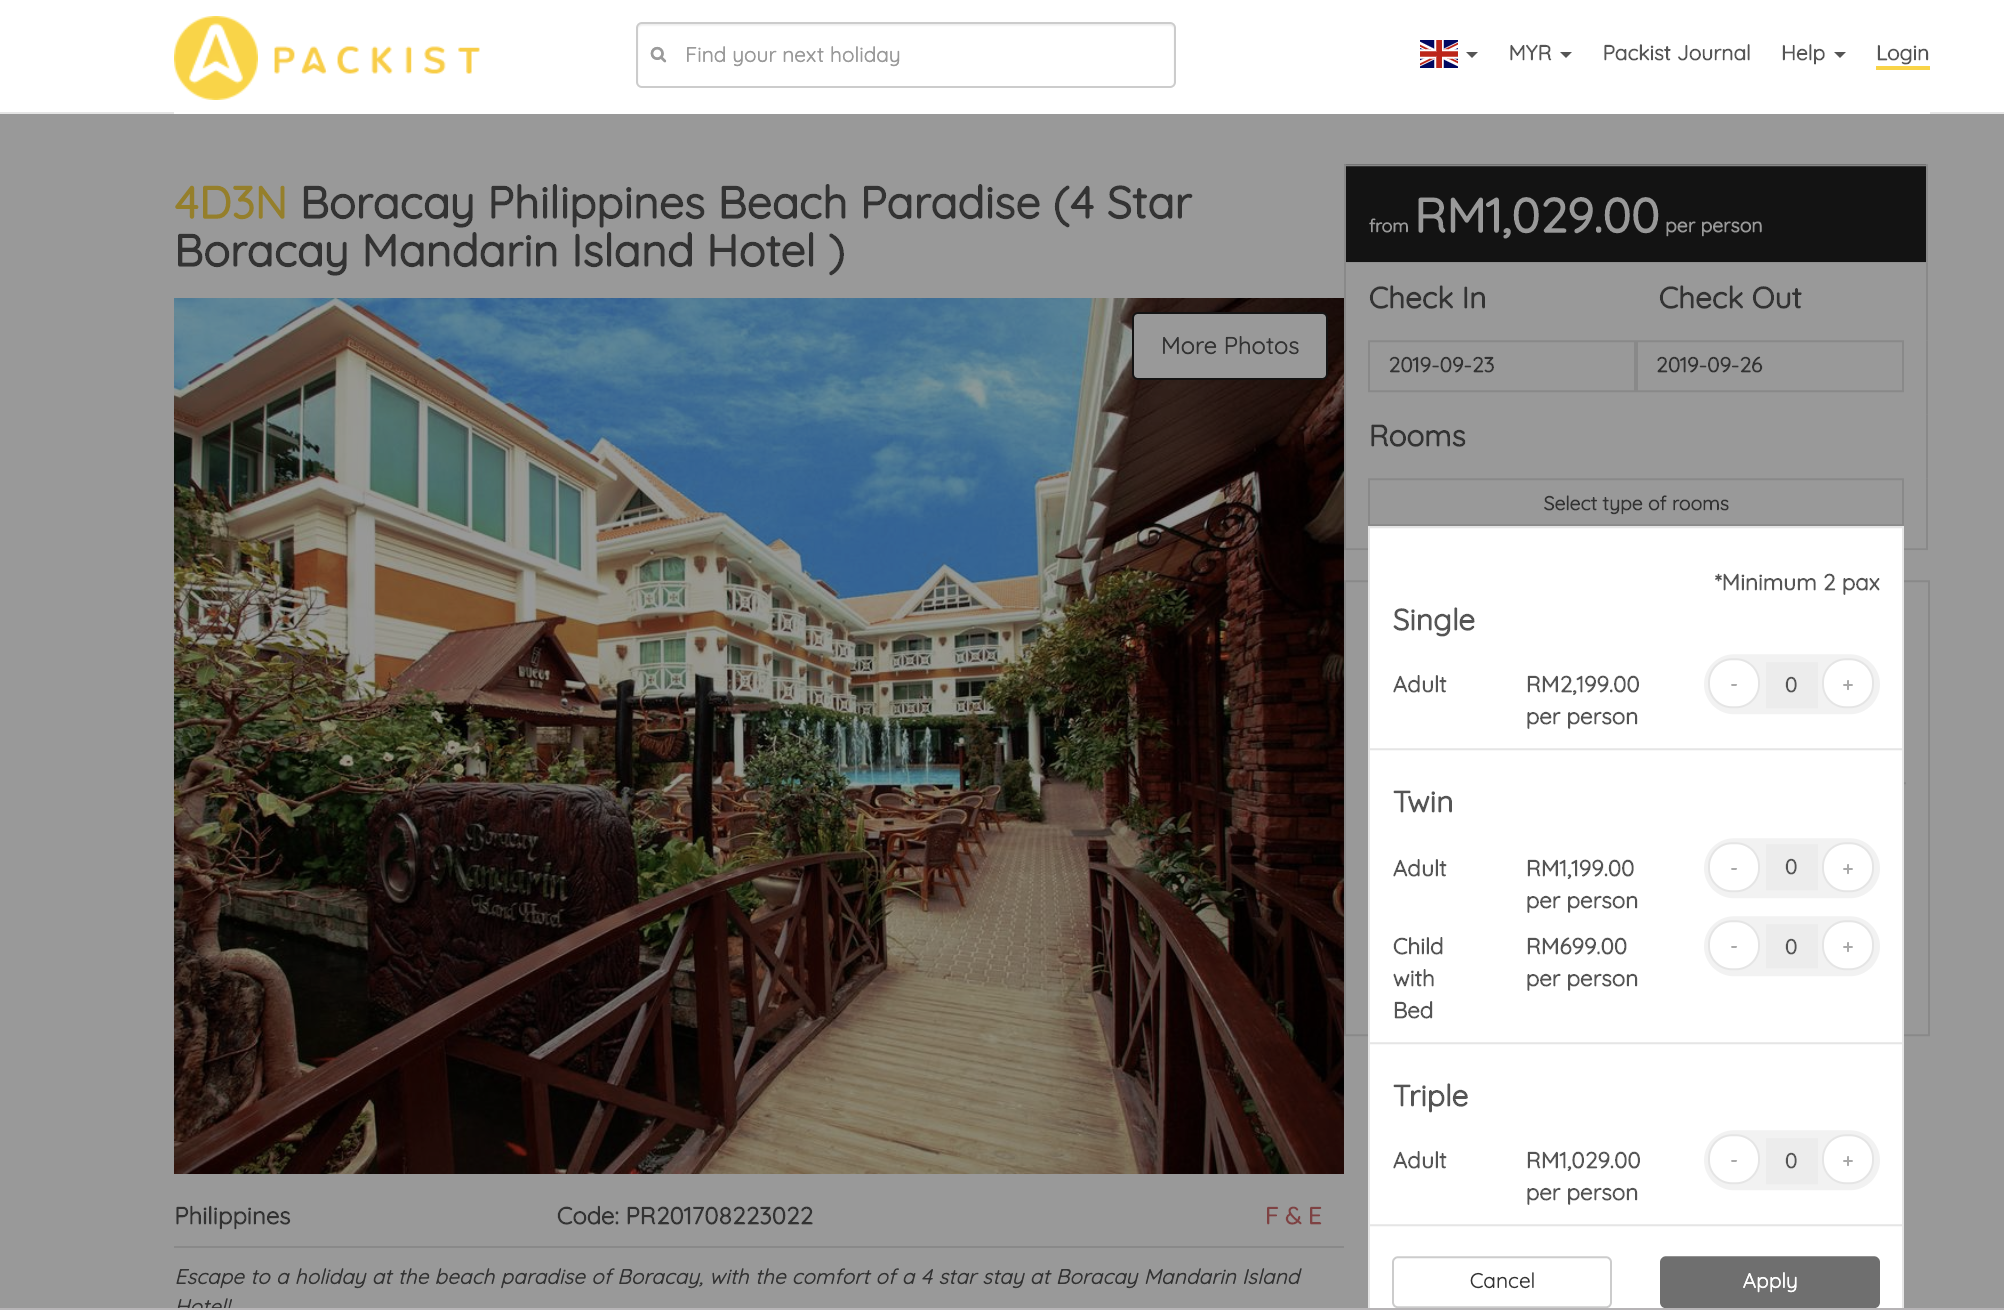 PACKIST
Find your next holiday
MYR
Packist Journal
Help
Login
4D3N Boracay Philippines Beach Paradise (4 Star
Boracay Mandarin Island Hotel )
More Photos
BUCOS
BAR
Boracay
Mandarin
Island Hotel
Philippines
Code: PR201708223022
F & E
Escape to a holiday at the beach paradise of Boracay, with the comfort of a 4 star stay at Boracay Mandarin Island
Hotel!
from RM1,029.00 per person
Check In
Check Out
2019-09-23
2019-09-26
Rooms
Select type of rooms
*Minimum 2 pax
Single
Adult
RM2,199.00
per person
- 0 +
Twin
Adult
RM1,199.00
per person
- 0 +
Child
with
Bed
RM699.00
per person
- 0 +
Triple
Adult
RM1,029.00
per person
- 0 +
Cancel
Apply